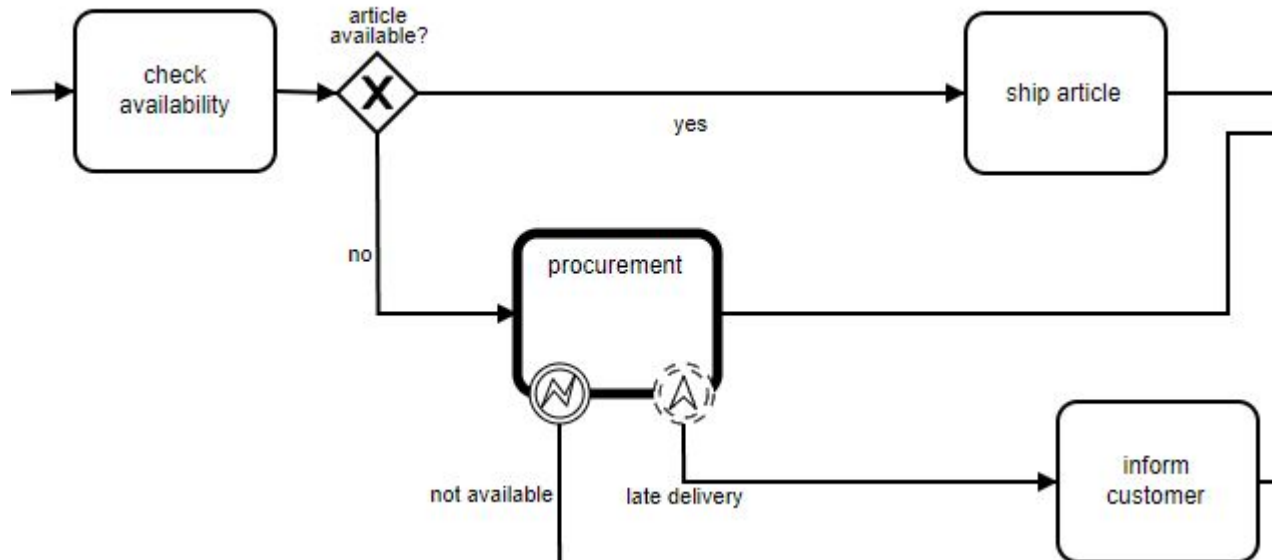 article
available?
check
availability
ship article
yes
no
procurement
not available
late delivery
inform
customer